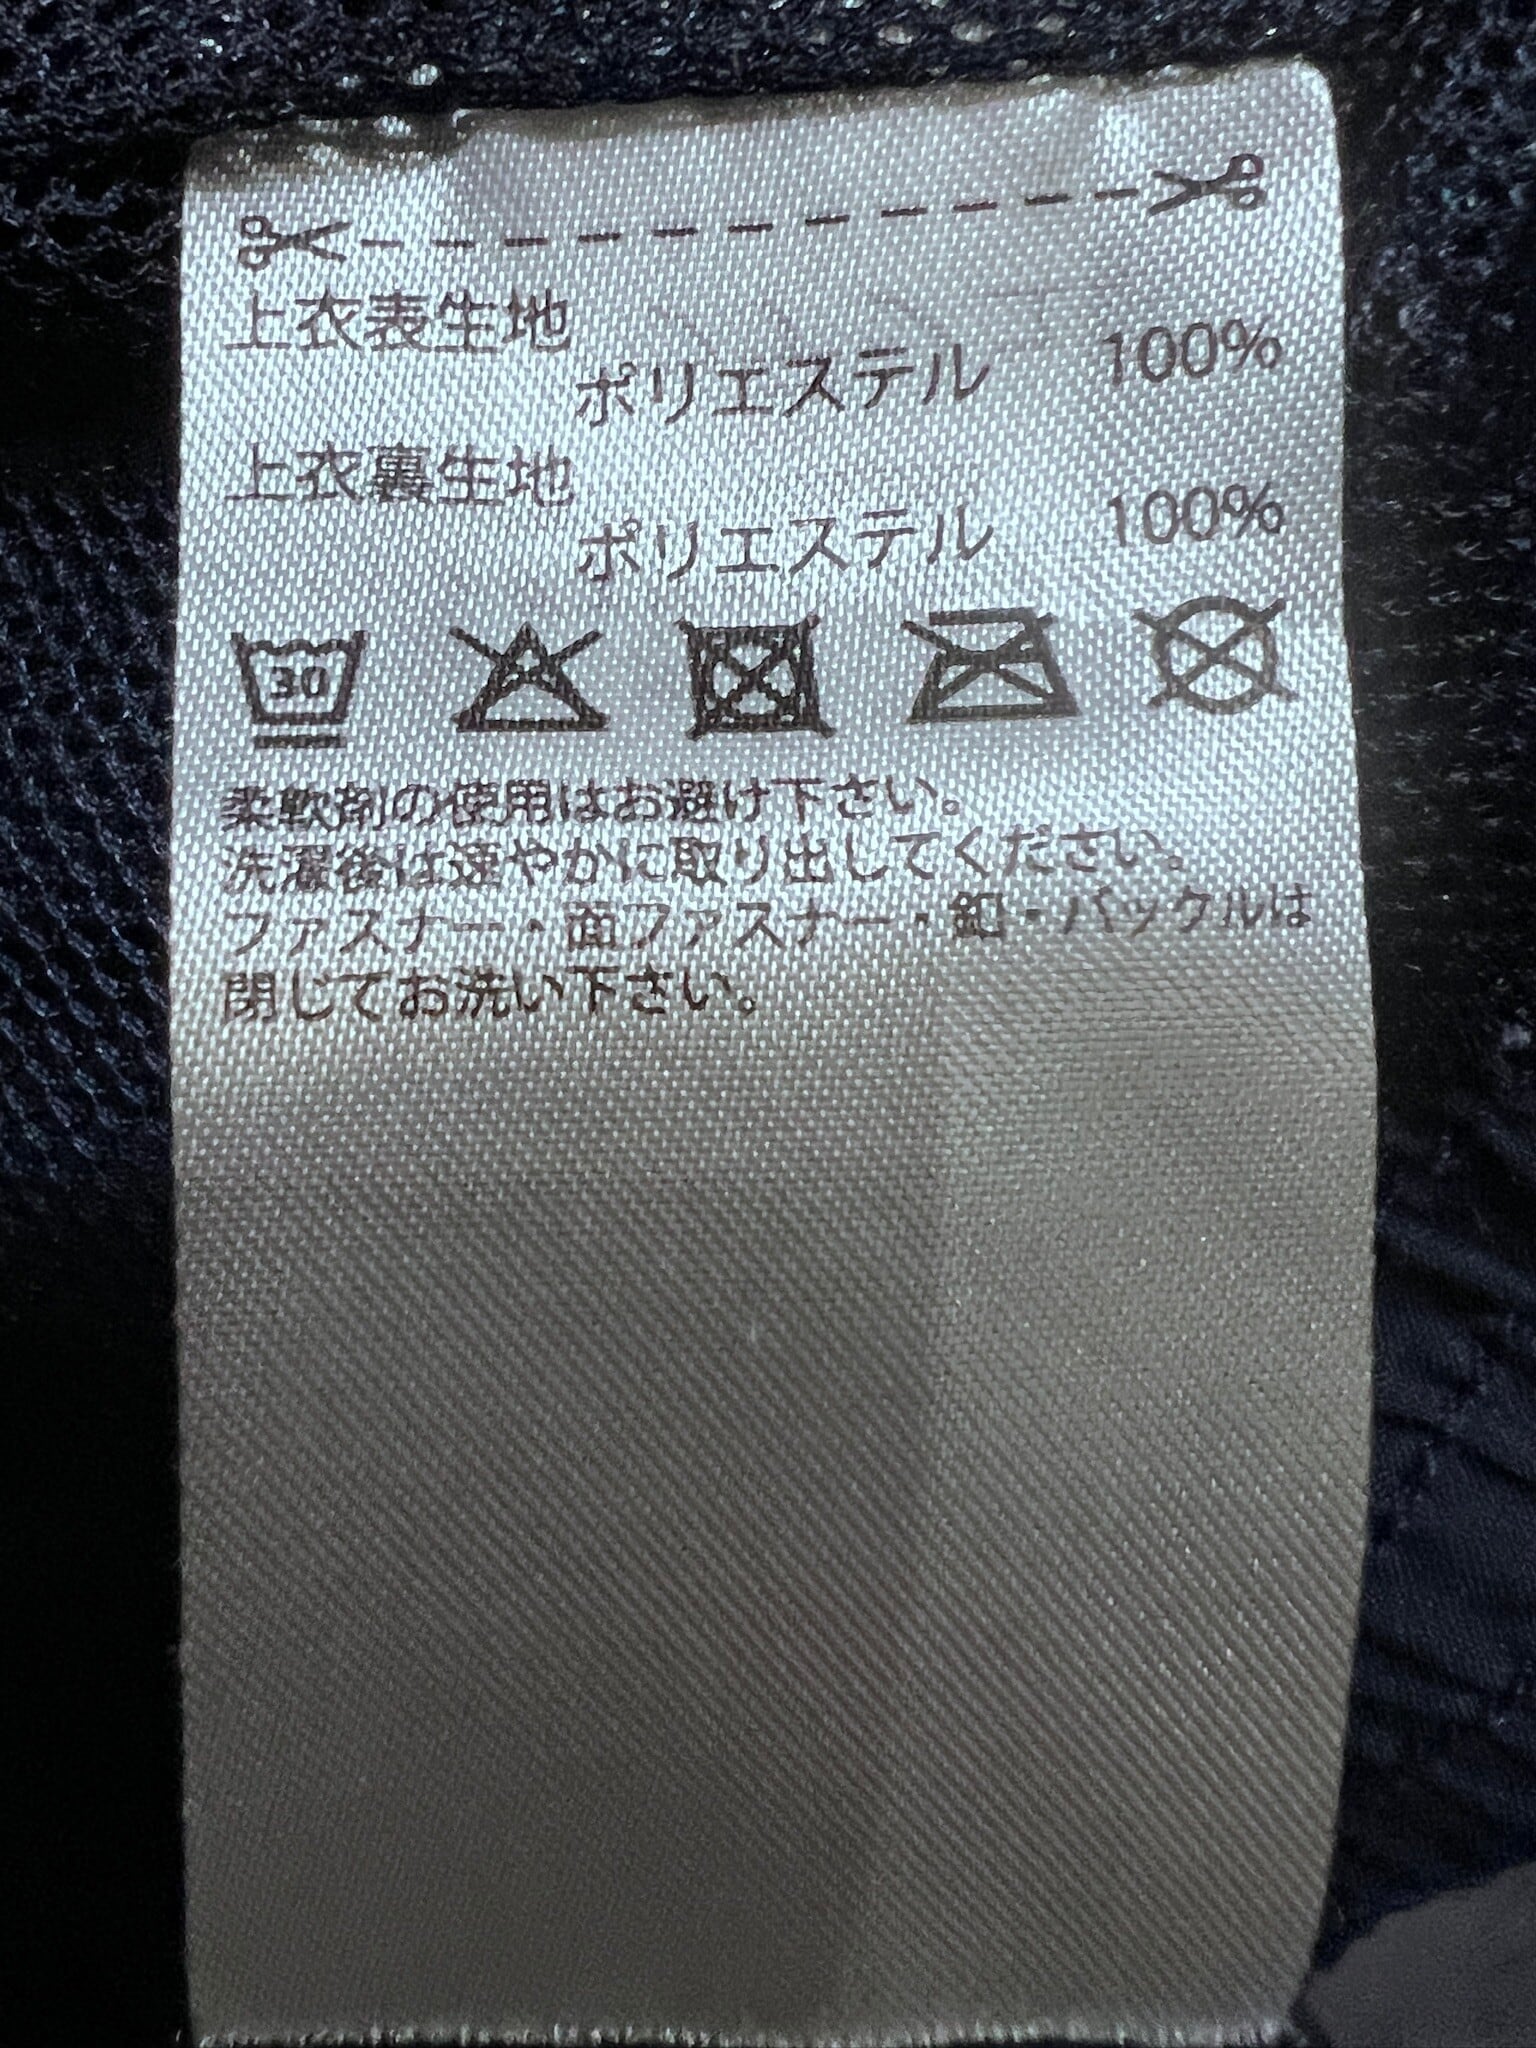 上衣表生地
ポリエステル 100%
上衣裏生地
ポリエステル 100%
30
柔軟剤の使用はお避け下さい。
洗濯後は速やかに取り出してください。
ファスナー・面ファスナー・釦・バックルは
閉じてお洗い下さい。